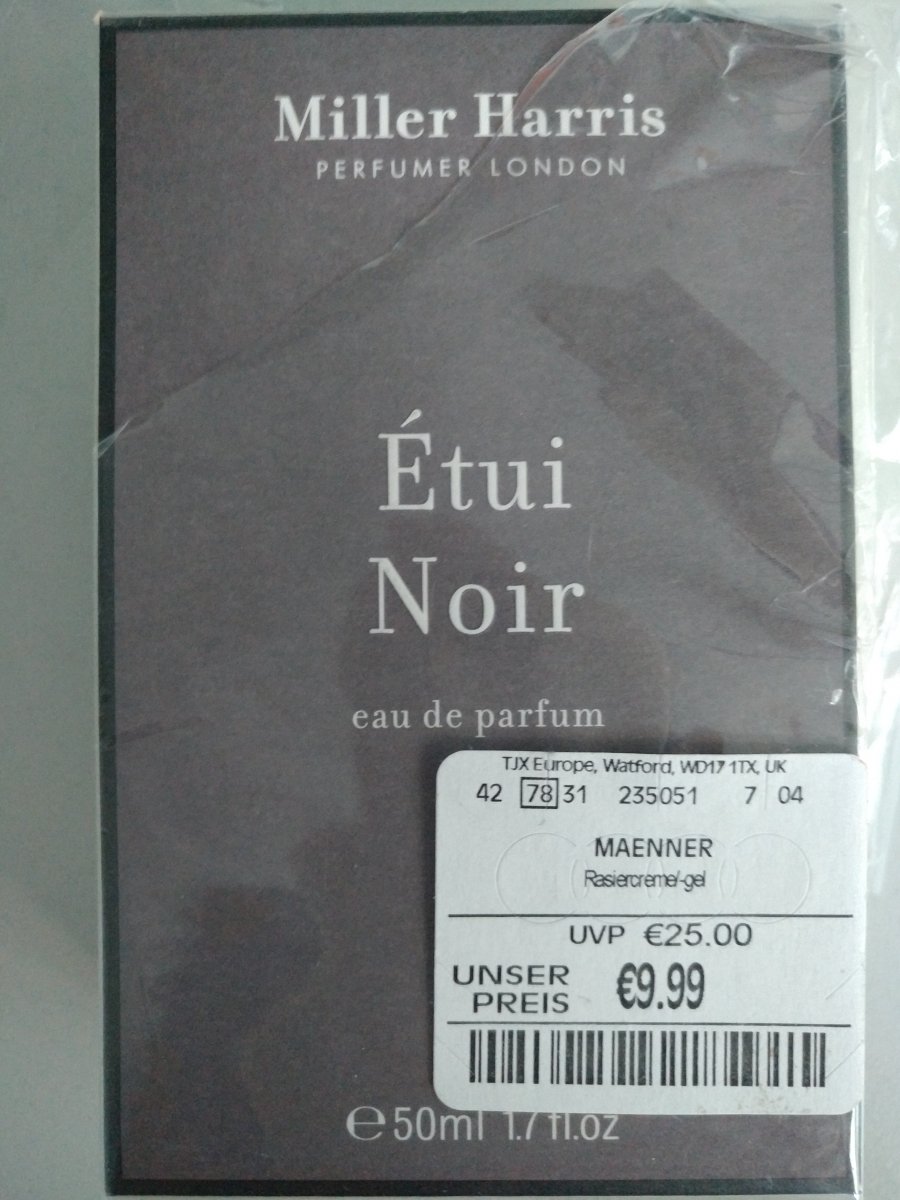 Miller Harris
PERFUMER LONDON
Étui
Noir
eau de parfum
TJX Europe, Watford, WD17 1TX, UK
42 78 31 235051 7 04
MAENNER
Rasiercreme/-gel
UVP €25.00
UNSER
PREIS €9.99
℮50ml 1.7 fl.oz